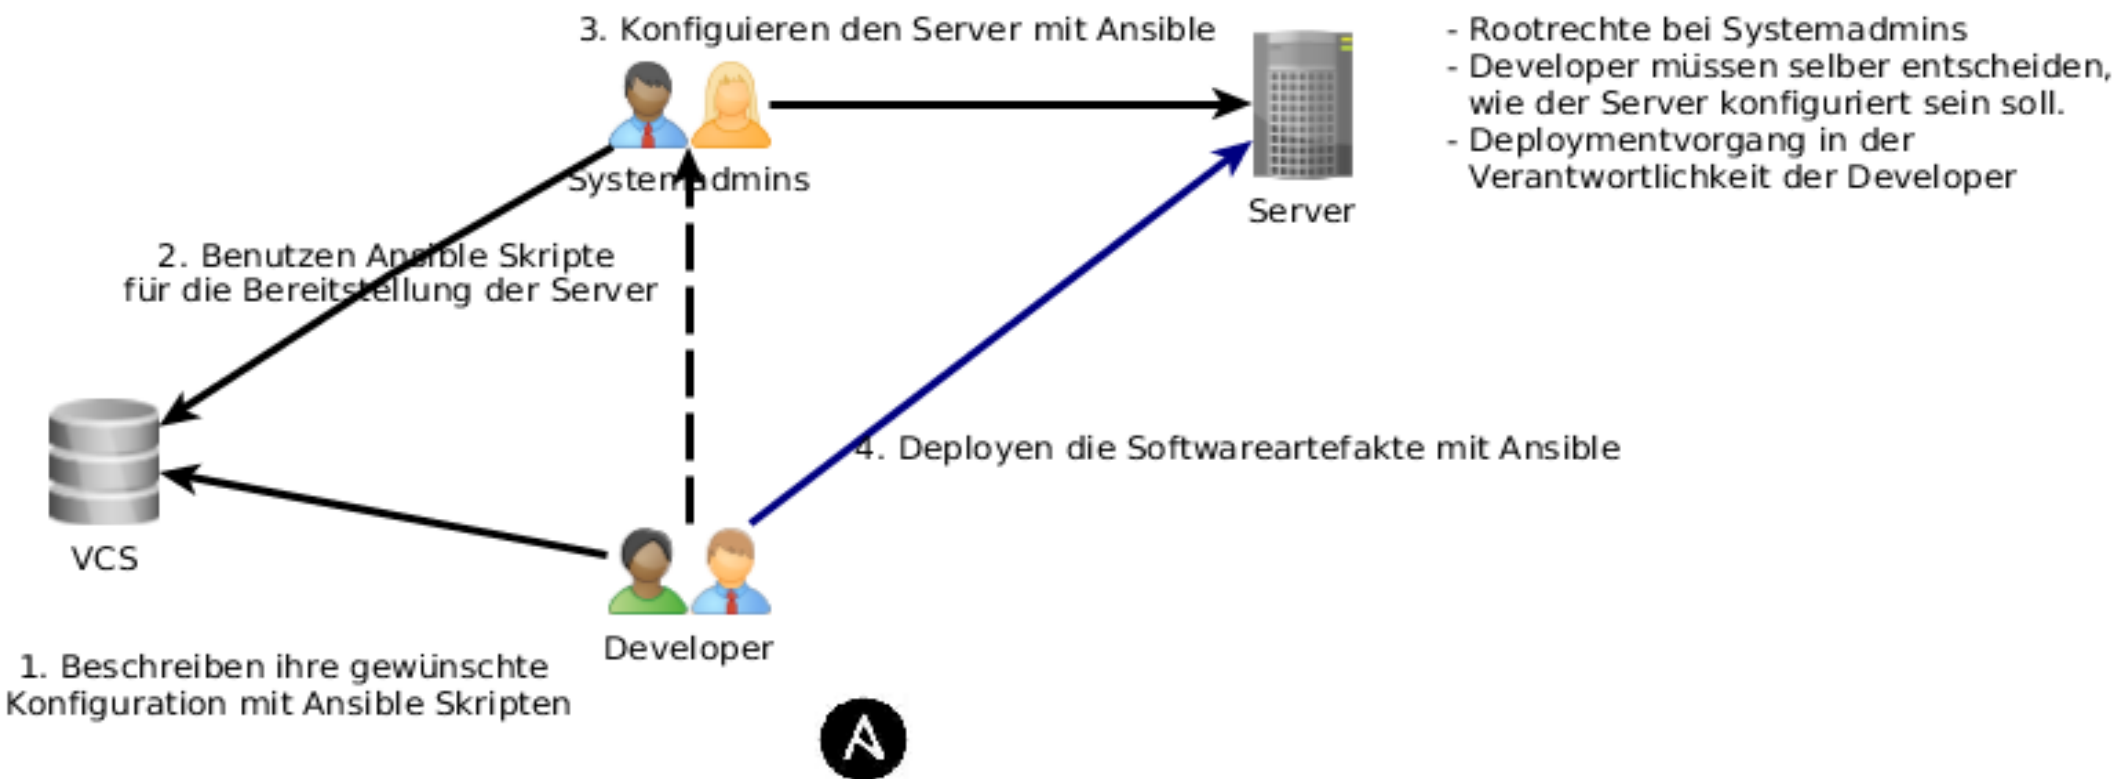 3. Konfiguieren den Server mit Ansible
- Rootrechte bei Systemadmins
- Developer müssen selber entscheiden,
wie der Server konfiguriert sein soll.
- Deploymentvorgang in der
Verantwortlichkeit der Developer
Systemadmins
Server
2. Benutzen Ansible Skripte
für die Bereitstellung der Server
4. Deployen die Softwareartefakte mit Ansible
VCS
Developer
1. Beschreiben ihre gewünschte
Konfiguration mit Ansible Skripten
A